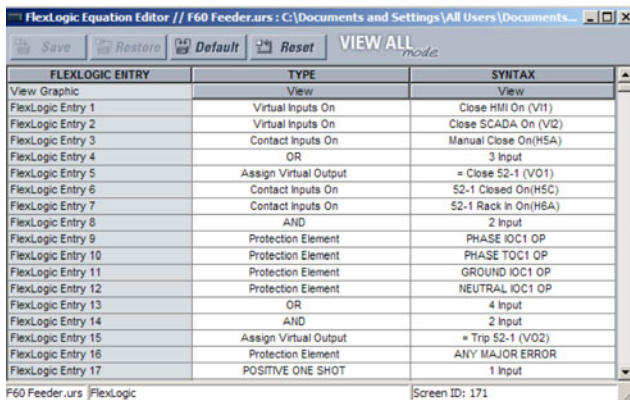 FlexLogic Equation Editor // F60 Feeder.urs : C:\Documents and Settings\All Users\Documents...
Save Restore Default Reset VIEW ALL mode
FLEXLOGIC ENTRY TYPE SYNTAX
View Graphic View View
FlexLogic Entry 1 Virtual Inputs On Close HMI On (VI1)
FlexLogic Entry 2 Virtual Inputs On Close SCADA On (VI2)
FlexLogic Entry 3 Contact Inputs On Manual Close On(H5A)
FlexLogic Entry 4 OR 3 Input
FlexLogic Entry 5 Assign Virtual Output = Close 52-1 (VO1)
FlexLogic Entry 6 Contact Inputs On 52-1 Closed On(H5C)
FlexLogic Entry 7 Contact Inputs On 52-1 Rack In On(H6A)
FlexLogic Entry 8 AND 2 Input
FlexLogic Entry 9 Protection Element PHASE IOC1 OP
FlexLogic Entry 10 Protection Element PHASE TOC1 OP
FlexLogic Entry 11 Protection Element GROUND IOC1 OP
FlexLogic Entry 12 Protection Element NEUTRAL IOC1 OP
FlexLogic Entry 13 OR 4 Input
FlexLogic Entry 14 AND 2 Input
FlexLogic Entry 15 Assign Virtual Output = Trip 52-1 (VO2)
FlexLogic Entry 16 Protection Element ANY MAJOR ERROR
FlexLogic Entry 17 POSITIVE ONE SHOT 1 Input
F60 Feeder.urs FlexLogic Screen ID: 171